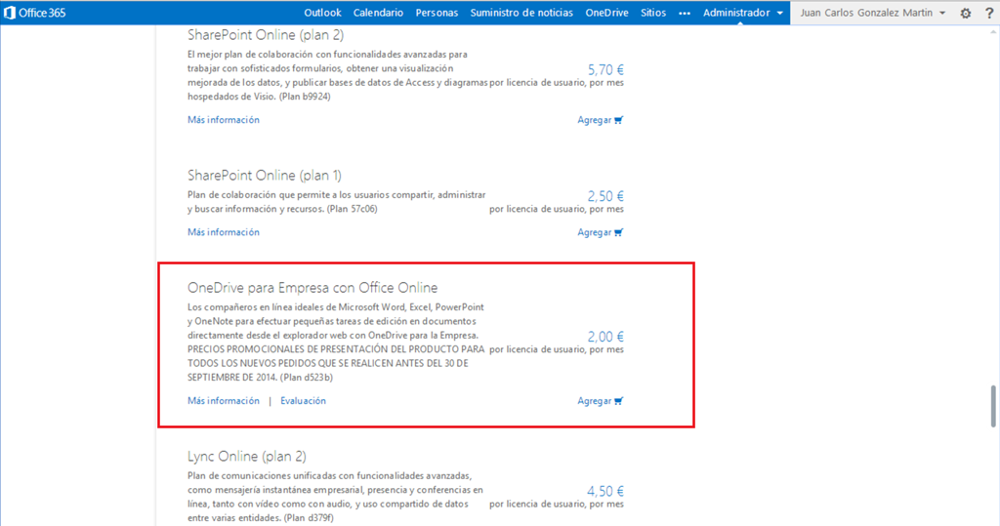 Office 365 Outlook Calendario Personas Suministro de noticias OneDrive Sitios ••• Administrador Juan Carlos Gonzalez Martin ?
SharePoint Online (plan 2)
El mejor plan de colaboración con funcionalidades avanzadas para
trabajar con sofisticados formularios, obtener una visualización
mejorada de los datos, y publicar bases de datos de Access y diagramas
hospedados de Visio. (Plan b9924)
5,70 €
por licencia de usuario, por mes
Más información
Agregar
SharePoint Online (plan 1)
Plan de colaboración que permite a los usuarios compartir, administrar
y buscar información y recursos. (Plan 57c06)
2,50 €
por licencia de usuario, por mes
Más información
Agregar
OneDrive para Empresa con Office Online
Los compañeros en línea ideales de Microsoft Word, Excel, PowerPoint
y OneNote para efectuar pequeñas tareas de edición en documentos
directamente desde el explorador web con OneDrive para la Empresa.
PRECIOS PROMOCIONALES DE PRESENTACIÓN DEL PRODUCTO PARA
TODOS LOS NUEVOS PEDIDOS QUE SE REALICEN ANTES DEL 30 DE
SEPTIEMBRE DE 2014. (Plan d523b)
2,00 €
por licencia de usuario, por mes
Más información | Evaluación
Agregar
Lync Online (plan 2)
Plan de comunicaciones unificadas con funcionalidades avanzadas,
como mensajería instantánea empresarial, presencia y conferencias en
línea, tanto con vídeo como con audio, y uso compartido de datos
entre varias entidades. (Plan d379f)
4,50 €
por licencia de usuario, por mes